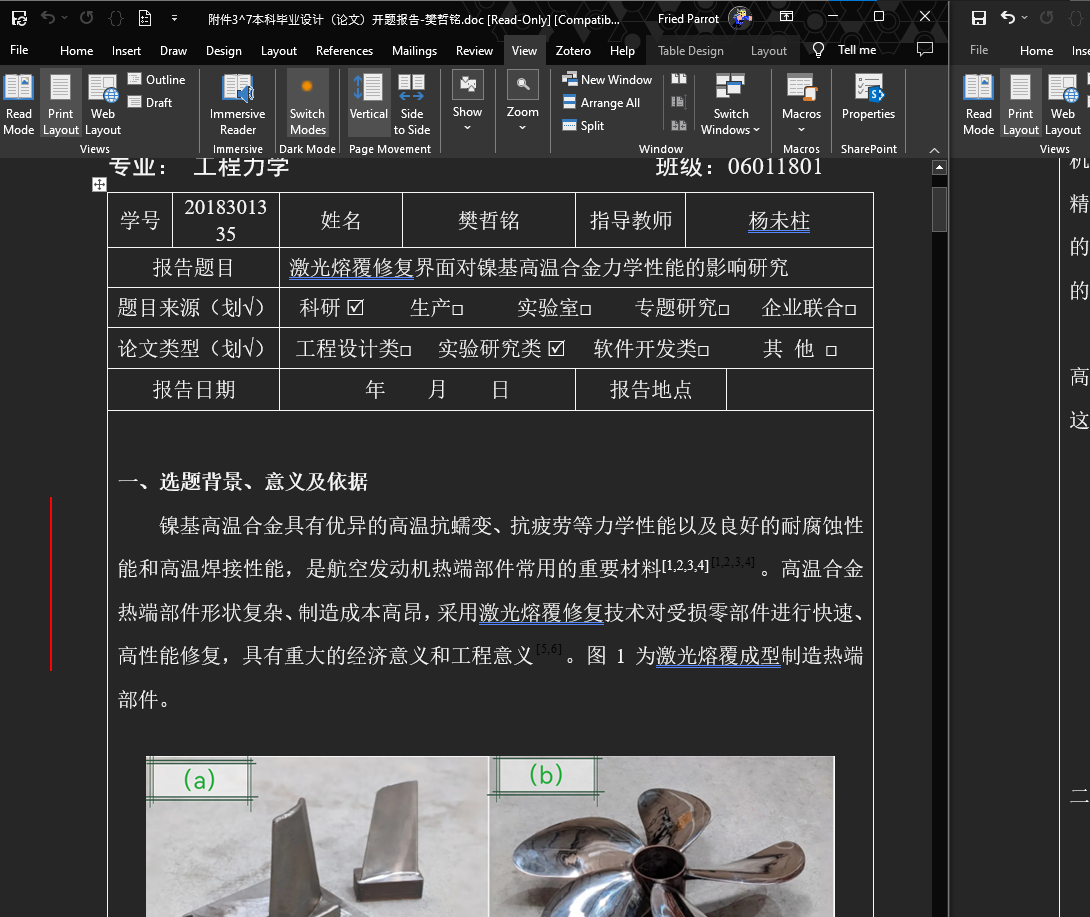 附件3^7本科毕业设计（论文）开题报告-樊哲铭.doc [Read-Only] [Compatib...
Fried Parrot
File Home Insert Draw Design Layout References Mailings Review View Zotero Help Table Design Layout Tell me
File Home Inse
Read Mode
Print Layout
Web Layout
Outline
Draft
Views
Immersive Reader
Immersive
Switch Modes
Dark Mode
Vertical
Side to Side
Page Movement
Show
Zoom
New Window
Arrange All
Split
Switch Windows
Window
Macros
Macros
Properties
SharePoint
Read Mode
Print Layout
Web Layout
Views
专业： 工程力学 班级：06011801
学号 2018301335 姓名 樊哲铭 指导教师 杨未柱
报告题目 激光熔覆修复界面对镍基高温合金力学性能的影响研究
题目来源（划√） 科研☑ 生产□ 实验室□ 专题研究□ 企业联合□
论文类型（划√） 工程设计类□ 实验研究类☑ 软件开发类□ 其 他 □
报告日期 年 月 日 报告地点
一、选题背景、意义及依据
镍基高温合金具有优异的高温抗蠕变、抗疲劳等力学性能以及良好的耐腐蚀性
能和高温焊接性能，是航空发动机热端部件常用的重要材料[1,2,3,4][1,2,3,4]。高温合金
热端部件形状复杂、制造成本高昂，采用激光熔覆修复技术对受损零部件进行快速、
高性能修复，具有重大的经济意义和工程意义[5,6]。图 1 为激光熔覆成型制造热端
部件。
(a)
(b)
机
精
的
的
高
这
二